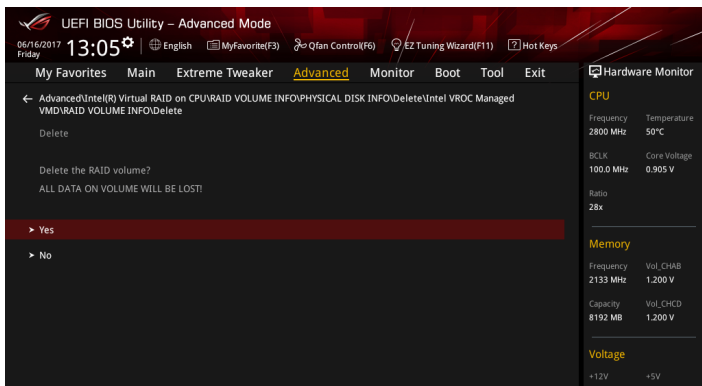 UEFI BIOS Utility – Advanced Mode
06/16/2017 Friday 13:05 English MyFavorite(F3) Qfan Control(F6) EZ Tuning Wizard(F11) ? Hot Keys
My Favorites Main Extreme Tweaker Advanced Monitor Boot Tool Exit
Advanced\Intel(R) Virtual RAID on CPU\RAID VOLUME INFO\PHYSICAL DISK INFO\Delete\Intel VROC Managed
VMD\RAID VOLUME INFO\Delete
Delete
Delete the RAID volume?
ALL DATA ON VOLUME WILL BE LOST!
Yes
No
Hardware Monitor
CPU
Frequency Temperature
2800 MHz 50°C
BCLK Core Voltage
100.0 MHz 0.905 V
Ratio
28x
Memory
Frequency Vol_CHAB
2133 MHz 1.200 V
Capacity Vol_CHCD
8192 MB 1.200 V
Voltage
+12V +5V